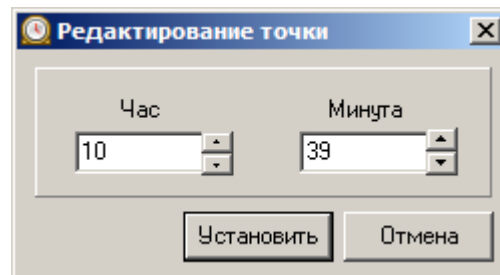 Редактирование точки
Час Минута
10 39
Установить Отмена